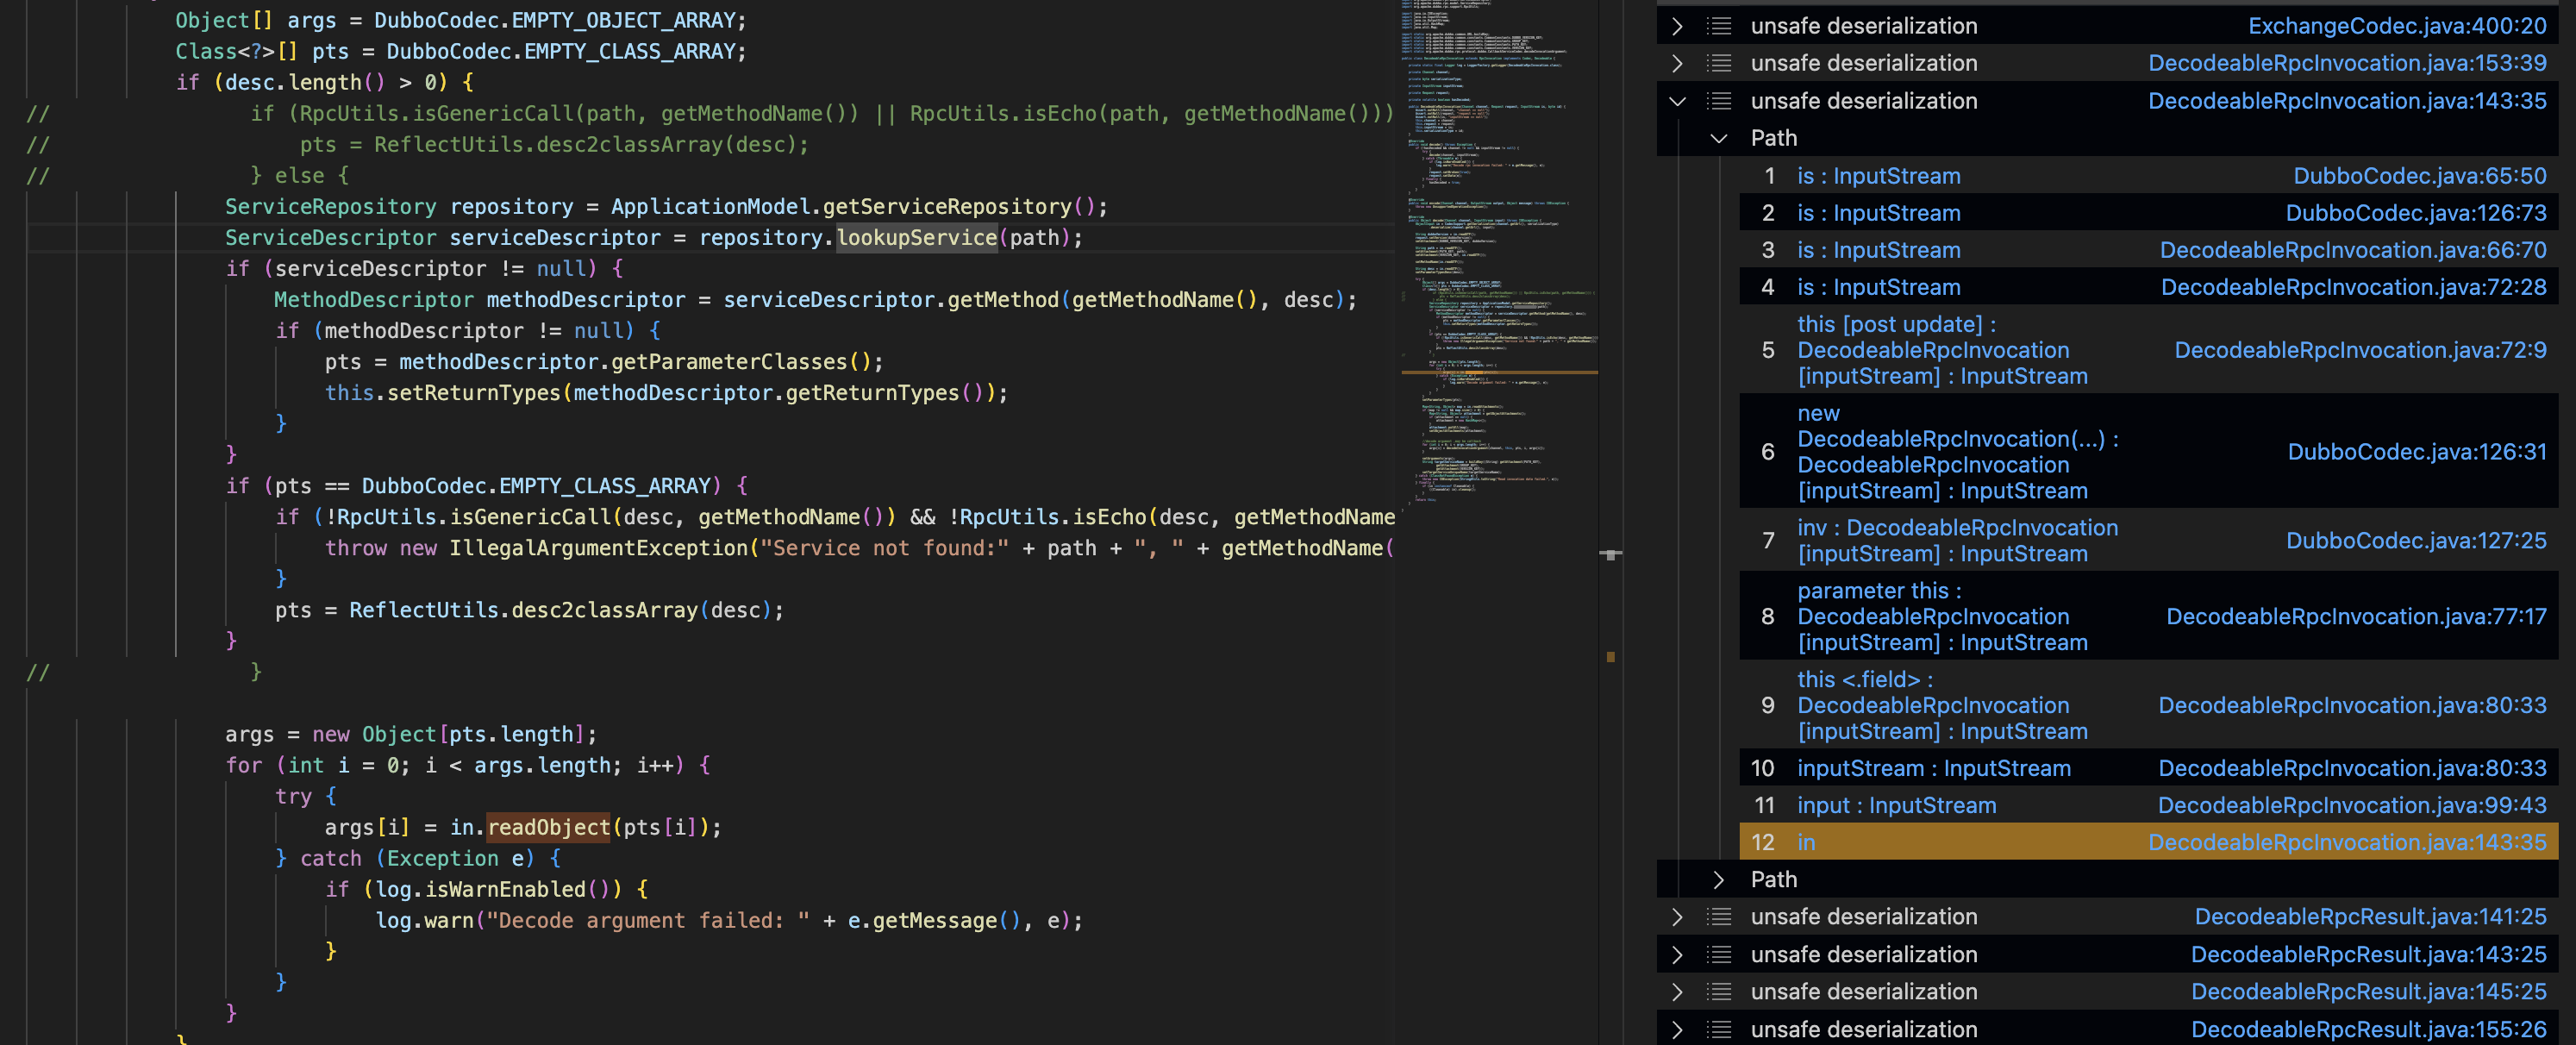 Object[] args = DubboCodec.EMPTY_OBJECT_ARRAY;
Class<?>[] pts = DubboCodec.EMPTY_CLASS_ARRAY;
if (desc.length() > 0) {
// if (RpcUtils.isGenericCall(path, getMethodName()) || RpcUtils.isEcho(path, getMethodName()))
// pts = ReflectUtils.desc2classArray(desc);
// } else {
ServiceRepository repository = ApplicationModel.getServiceRepository();
ServiceDescriptor serviceDescriptor = repository.lookupService(path);
if (serviceDescriptor != null) {
MethodDescriptor methodDescriptor = serviceDescriptor.getMethod(getMethodName(), desc);
if (methodDescriptor != null) {
pts = methodDescriptor.getParameterClasses();
this.setReturnTypes(methodDescriptor.getReturnTypes());
}
}
if (pts == DubboCodec.EMPTY_CLASS_ARRAY) {
if (!RpcUtils.isGenericCall(desc, getMethodName()) && !RpcUtils.isEcho(desc, getMethodName
throw new IllegalArgumentException("Service not found:" + path + ", " + getMethodName(
}
pts = ReflectUtils.desc2classArray(desc);
}
// }
args = new Object[pts.length];
for (int i = 0; i < args.length; i++) {
try {
args[i] = in.readObject(pts[i]);
} catch (Exception e) {
if (log.isWarnEnabled()) {
log.warn("Decode argument failed: " + e.getMessage(), e);
}
}
}
}
unsafe deserialization ExchangeCodec.java:400:20
unsafe deserialization DecodeableRpcInvocation.java:153:39
unsafe deserialization DecodeableRpcInvocation.java:143:35
Path
1 is : InputStream DubboCodec.java:65:50
2 is : InputStream DubboCodec.java:126:73
3 is : InputStream DecodeableRpcInvocation.java:66:70
4 is : InputStream DecodeableRpcInvocation.java:72:28
this [post update] :
5 DecodeableRpcInvocation DecodeableRpcInvocation.java:72:9
[inputStream] : InputStream
new
DecodeableRpcInvocation(...) :
6 DecodeableRpcInvocation DubboCodec.java:126:31
[inputStream] : InputStream
inv : DecodeableRpcInvocation
7 [inputStream] : InputStream DubboCodec.java:127:25
parameter this :
8 DecodeableRpcInvocation DecodeableRpcInvocation.java:77:17
[inputStream] : InputStream
this <.field> :
9 DecodeableRpcInvocation DecodeableRpcInvocation.java:80:33
[inputStream] : InputStream
10 inputStream : InputStream DecodeableRpcInvocation.java:80:33
11 input : InputStream DecodeableRpcInvocation.java:99:43
12 in DecodeableRpcInvocation.java:143:35
Path
unsafe deserialization DecodeableRpcResult.java:141:25
unsafe deserialization DecodeableRpcResult.java:143:25
unsafe deserialization DecodeableRpcResult.java:145:25
unsafe deserialization DecodeableRpcResult.java:155:26